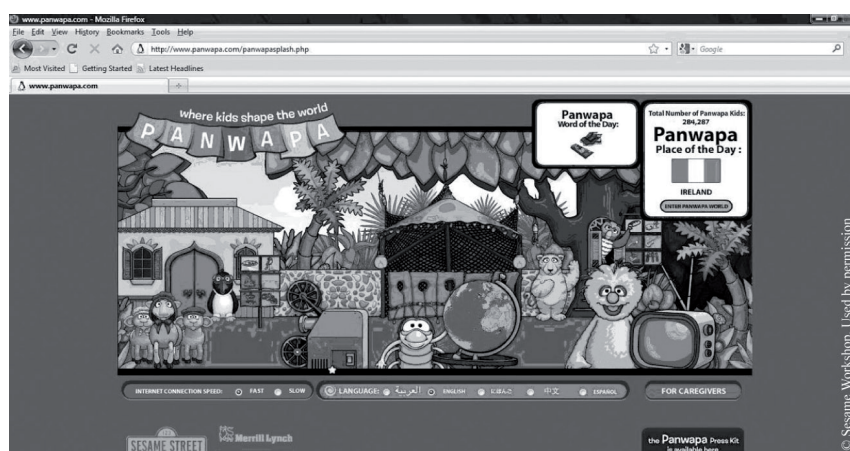 www.panwapa.com - Mozilla Firefox
File Edit View History Bookmarks Tools Help
http://www.panwapa.com/panwapasplash.php
Google
Most Visited Getting Started Latest Headlines
www.panwapa.com
where kids shape the world
PANWAPA
Panwapa
Word of the Day:
Total Number of Panwapa Kids:
284,287
Panwapa
Place of the Day :
IRELAND
ENTER PANWAPA WORLD
INTERNET CONNECTION SPEED: FAST SLOW
LANGUAGE: العربية ENGLISH にほんご 中文 ESPAÑOL
FOR CAREGIVERS
SESAME STREET
Merrill Lynch
the Panwapa Press Kit
is available here
© Sesame Workshop. Used by permission